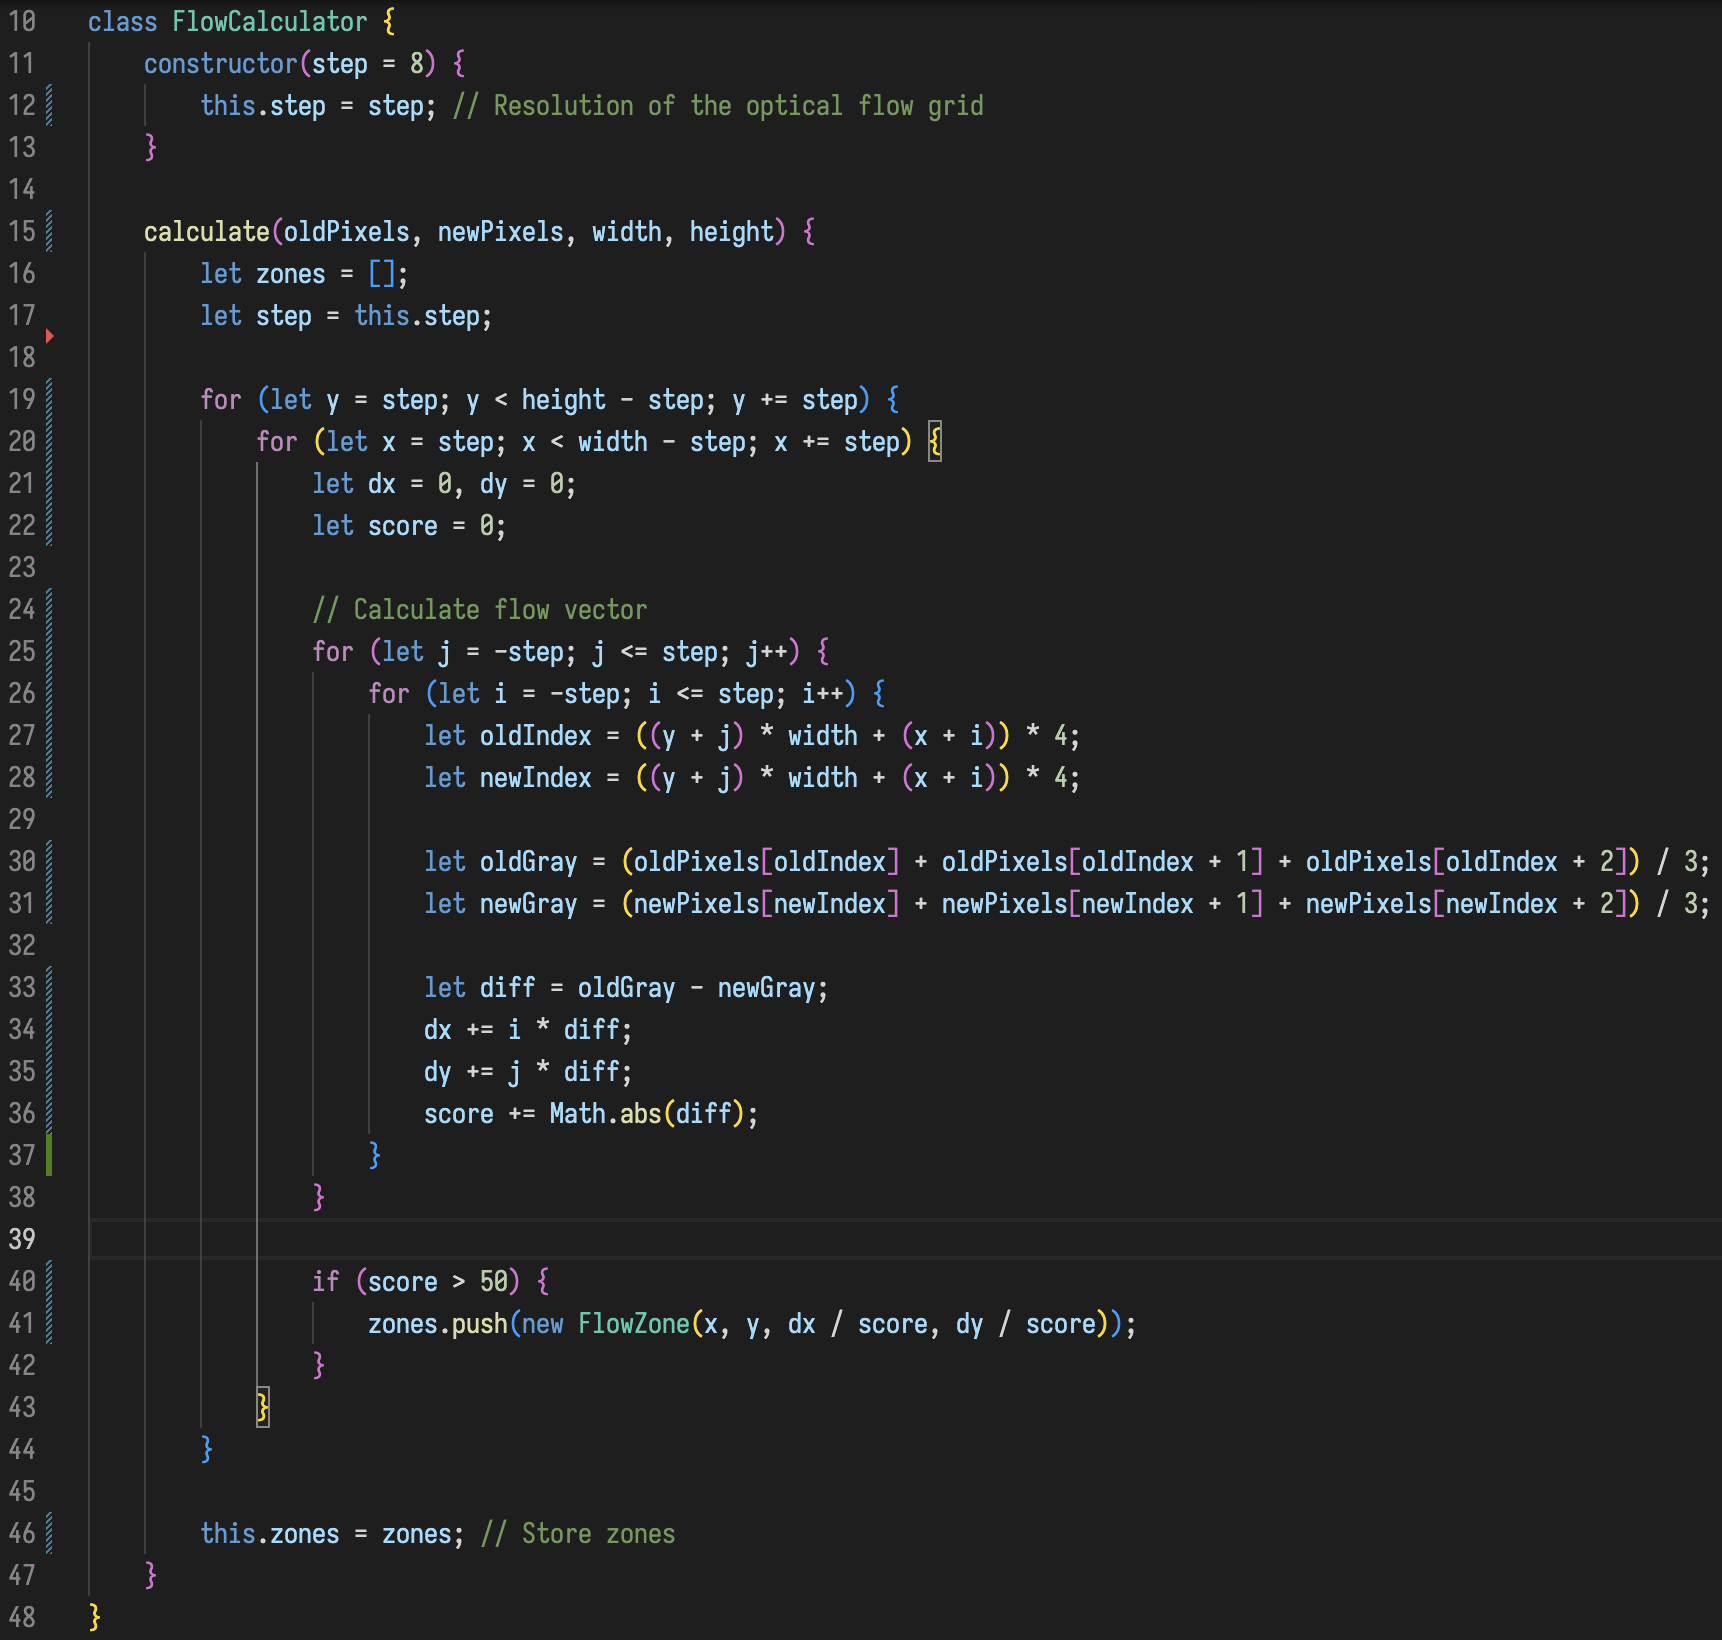 10 class FlowCalculator {
11 constructor(step = 8) {
12 this.step = step; // Resolution of the optical flow grid
13 }
14
15 calculate(oldPixels, newPixels, width, height) {
16 let zones = [];
17 let step = this.step;
18
19 for (let y = step; y < height - step; y += step) {
20 for (let x = step; x < width - step; x += step) {
21 let dx = 0, dy = 0;
22 let score = 0;
23
24 // Calculate flow vector
25 for (let j = -step; j <= step; j++) {
26 for (let i = -step; i <= step; i++) {
27 let oldIndex = ((y + j) * width + (x + i)) * 4;
28 let newIndex = ((y + j) * width + (x + i)) * 4;
29
30 let oldGray = (oldPixels[oldIndex] + oldPixels[oldIndex + 1] + oldPixels[oldIndex + 2]) / 3;
31 let newGray = (newPixels[newIndex] + newPixels[newIndex + 1] + newPixels[newIndex + 2]) / 3;
32
33 let diff = oldGray - newGray;
34 dx += i * diff;
35 dy += j * diff;
36 score += Math.abs(diff);
37 }
38 }
39
40 if (score > 50) {
41 zones.push(new FlowZone(x, y, dx / score, dy / score));
42 }
43 }
44 }
45
46 this.zones = zones; // Store zones
47 }
48 }